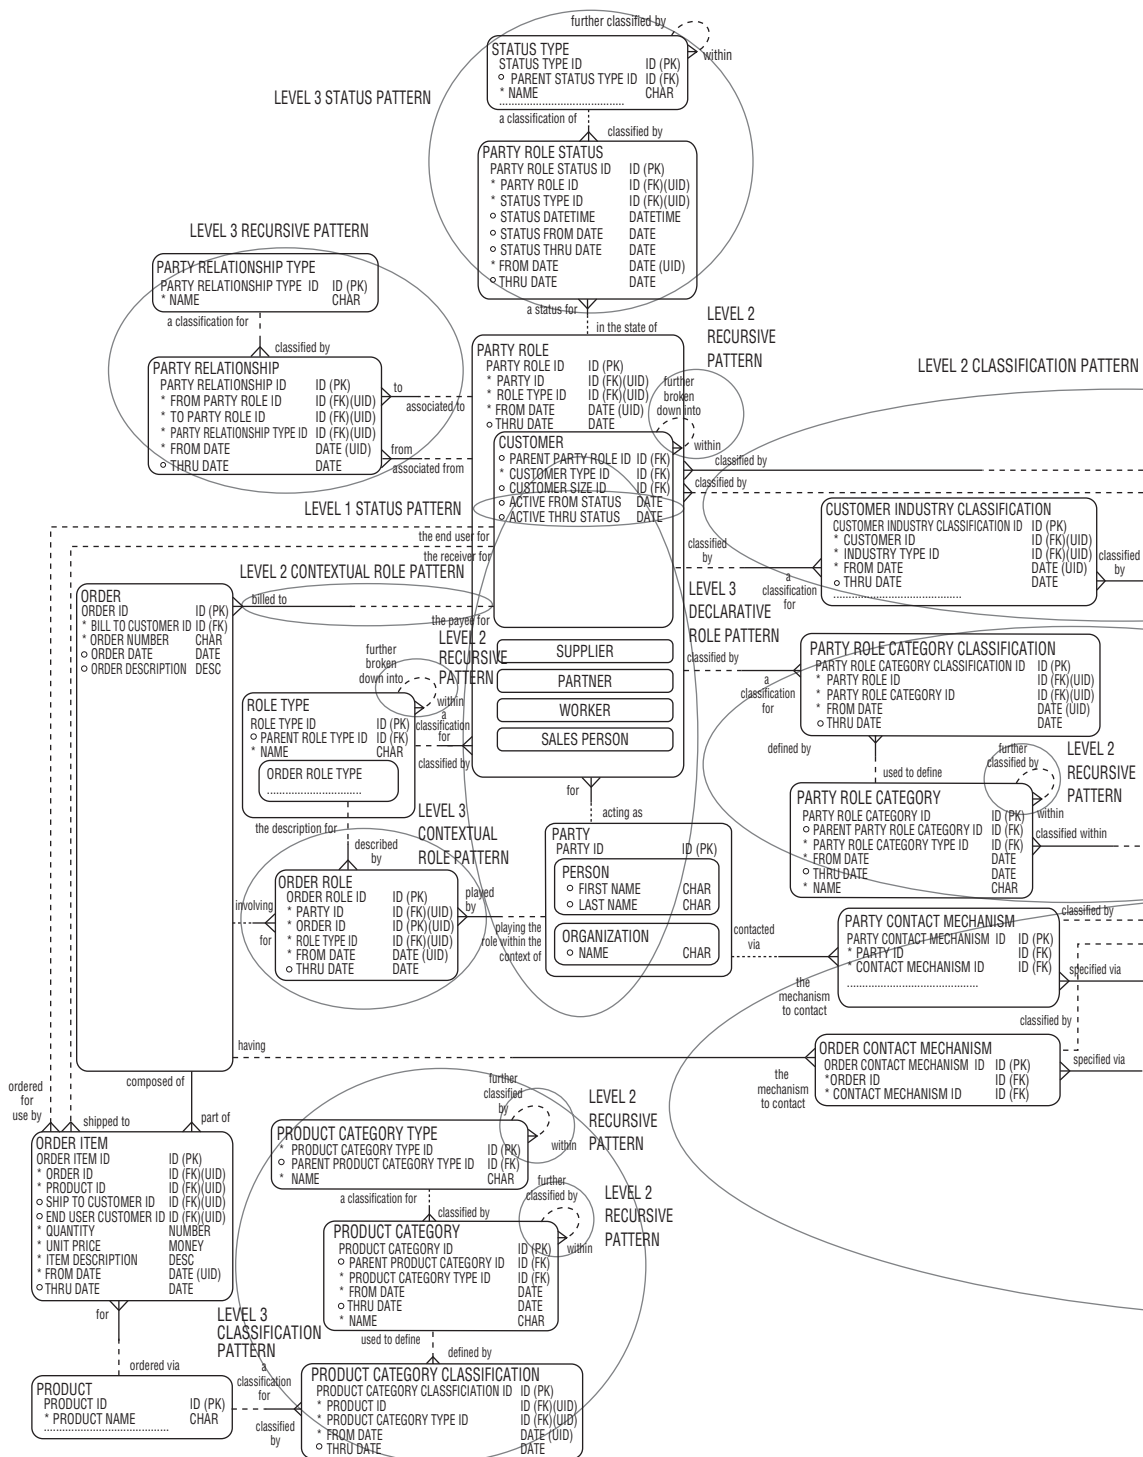 further classified by
within
STATUS TYPE
STATUS TYPE ID ID (PK)
o PARENT STATUS TYPE ID ID (FK)
* NAME CHAR
LEVEL 3 STATUS PATTERN
a classification of
classified by
PARTY ROLE STATUS
PARTY ROLE STATUS ID ID (PK)
* PARTY ROLE ID ID (FK)(UID)
* STATUS TYPE ID ID (FK)(UID)
o STATUS DATETIME DATETIME
o STATUS FROM DATE DATE
o STATUS THRU DATE DATE
* FROM DATE DATE (UID)
o THRU DATE DATE
a status for
in the state of
LEVEL 3 RECURSIVE PATTERN
PARTY RELATIONSHIP TYPE
PARTY RELATIONSHIP TYPE ID ID (PK)
* NAME CHAR
a classification for
classified by
PARTY RELATIONSHIP
PARTY RELATIONSHIP ID ID (PK)
* FROM PARTY ROLE ID ID (FK)(UID)
* TO PARTY ROLE ID ID (FK)(UID)
* PARTY RELATIONSHIP TYPE ID ID (FK)(UID)
* FROM DATE DATE (UID)
o THRU DATE DATE
to
associated to
from
associated from
PARTY ROLE
PARTY ROLE ID ID (PK)
* PARTY ID ID (FK)(UID)
* ROLE TYPE ID ID (FK)(UID)
* FROM DATE DATE (UID)
o THRU DATE DATE
LEVEL 2
RECURSIVE
PATTERN
further
broken
down into
within
CUSTOMER
o PARENT PARTY ROLE ID ID (FK)
* CUSTOMER TYPE ID ID (FK)
o CUSTOMER SIZE ID ID (FK)
o ACTIVE FROM STATUS DATE
o ACTIVE THRU STATUS DATE
LEVEL 1 STATUS PATTERN
SUPPLIER
PARTNER
WORKER
SALES PERSON
LEVEL 2 CLASSIFICATION PATTERN
classified by
classified by
CUSTOMER INDUSTRY CLASSIFICATION
CUSTOMER INDUSTRY CLASSIFICATION ID ID (PK)
* CUSTOMER ID ID (FK)(UID)
* INDUSTRY TYPE ID ID (FK)(UID)
* FROM DATE DATE (UID)
o THRU DATE DATE
classified
by
a
classification
for
classified
by
the end user for
the receiver for
LEVEL 2 CONTEXTUAL ROLE PATTERN
billed to
the payee for
ORDER
ORDER ID ID (PK)
* BILL TO CUSTOMER ID ID (FK)
* ORDER NUMBER CHAR
o ORDER DATE DATE
o ORDER DESCRIPTION DESC
LEVEL 3
DECLARATIVE
ROLE PATTERN
classified by
a
classification
for
PARTY ROLE CATEGORY CLASSIFICATION
PARTY ROLE CATEGORY CLASSIFICATION ID ID (PK)
* PARTY ROLE ID ID (FK)(UID)
* PARTY ROLE CATEGORY ID ID (FK)(UID)
* FROM DATE DATE (UID)
o THRU DATE DATE
defined by
used to define
further
classified by
within
LEVEL 2
RECURSIVE
PATTERN
PARTY ROLE CATEGORY
PARTY ROLE CATEGORY ID ID (PK)
o PARENT PARTY ROLE CATEGORY ID ID (FK)
* PARTY ROLE CATEGORY TYPE ID ID (FK)
* FROM DATE DATE
o THRU DATE DATE
* NAME CHAR
classified within
LEVEL 2
RECURSIVE
PATTERN
further
broken
down into
within
ROLE TYPE
ROLE TYPE ID ID (PK)
o PARENT ROLE TYPE ID ID (FK)
* NAME CHAR
ORDER ROLE TYPE
a
classification
for
classified by
the description for
described
by
LEVEL 3
CONTEXTUAL
ROLE PATTERN
ORDER ROLE
ORDER ROLE ID ID (PK)
* PARTY ID ID (FK)(UID)
* ORDER ID ID (PK)(UID)
* ROLE TYPE ID ID (FK)(UID)
* FROM DATE DATE (UID)
o THRU DATE DATE
involving
for
played
by
playing the
role within the
context of
for
acting as
PARTY
PARTY ID ID (PK)
PERSON
o FIRST NAME CHAR
o LAST NAME CHAR
ORGANIZATION
o NAME CHAR
contacted
via
the
mechanism
to contact
PARTY CONTACT MECHANISM
PARTY CONTACT MECHANISM ID ID (PK)
* PARTY ID ID (FK)
* CONTACT MECHANISM ID ID (FK)
classified by
specified via
classified by
having
the
mechanism
to contact
ORDER CONTACT MECHANISM
ORDER CONTACT MECHANISM ID ID (PK)
*ORDER ID ID (FK)
* CONTACT MECHANISM ID ID (FK)
specified via
ordered
for
use by
shipped to
composed of
part of
ORDER ITEM
ORDER ITEM ID ID (PK)
* ORDER ID ID (FK)(UID)
* PRODUCT ID ID (FK)(UID)
o SHIP TO CUSTOMER ID ID (FK)(UID)
o END USER CUSTOMER ID ID (FK)(UID)
* QUANTITY NUMBER
* UNIT PRICE MONEY
* ITEM DESCRIPTION DESC
* FROM DATE DATE (UID)
o THRU DATE DATE
for
ordered via
PRODUCT
PRODUCT ID ID (PK)
* PRODUCT NAME CHAR
further
classified
by
within
LEVEL 2
RECURSIVE
PATTERN
PRODUCT CATEGORY TYPE
* PRODUCT CATEGORY TYPE ID ID (PK)
o PARENT PRODUCT CATEGORY TYPE ID ID (FK)
* NAME CHAR
a classification for
classified by
further
classified by
within
LEVEL 2
RECURSIVE
PATTERN
PRODUCT CATEGORY
PRODUCT CATEGORY ID ID (PK)
o PARENT PRODUCT CATEGORY ID ID (FK)
* PRODUCT CATEGORY TYPE ID ID (FK)
* FROM DATE DATE
o THRU DATE DATE
* NAME CHAR
used to define
defined by
LEVEL 3
CLASSIFICATION
PATTERN
a
classification
for
classified
by
PRODUCT CATEGORY CLASSIFICATION
PRODUCT CATEGORY CLASSFICIATION ID ID (PK)
* PRODUCT ID ID (FK)(UID)
* PRODUCT CATEGORY TYPE ID ID (FK)(UID)
* FROM DATE DATE (UID)
o THRU DATE DATE